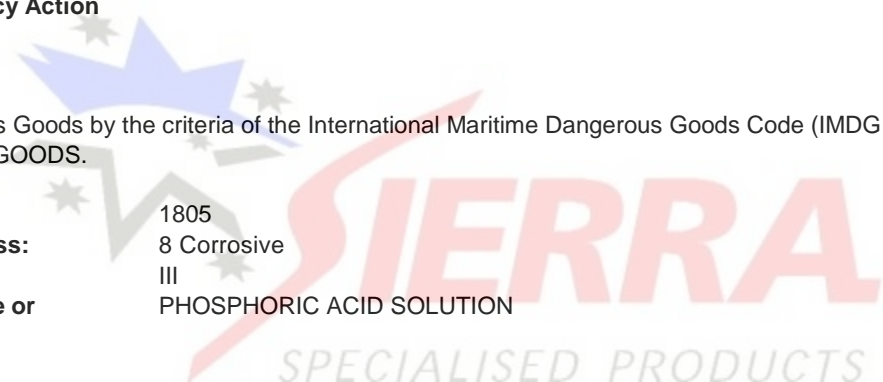 cy Action
s Goods by the criteria of the International Maritime Dangerous Goods Code (IMDG
GOODS.
1805
ss: 8 Corrosive
III
e or PHOSPHORIC ACID SOLUTION
SIERRA
SPECIALISED PRODUCTS